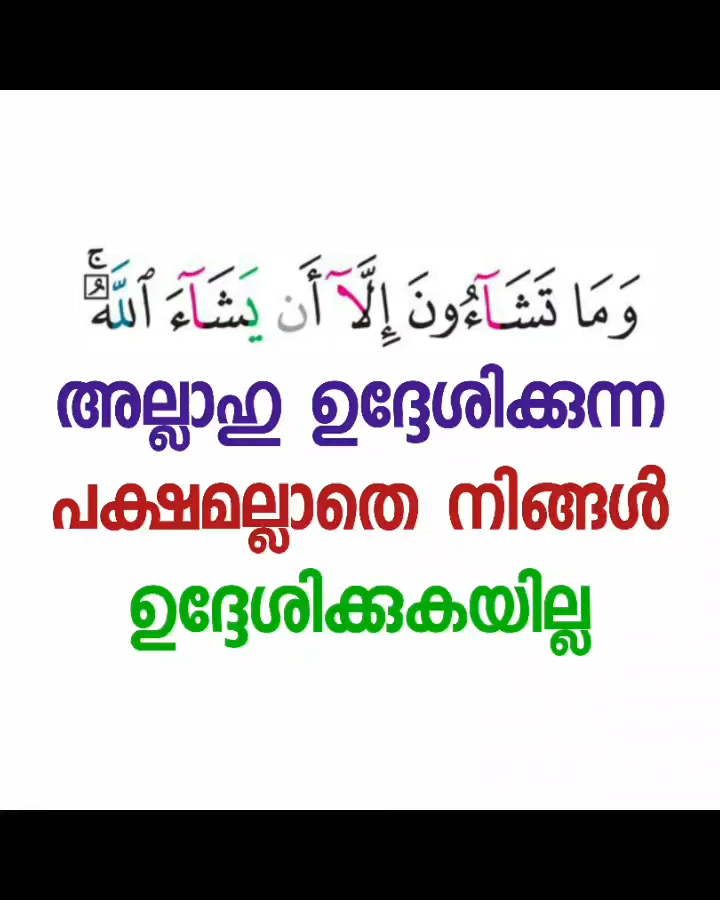 وَمَا تَشَآءُونَ إِلَّآ أَن يَشَآءَ ٱللَّهُۚ
അല്ലാഹു ഉദ്ദേശിക്കുന്ന
പക്ഷമല്ലാതെ നിങ്ങൾ
ഉദ്ദേശിക്കുകയില്ല